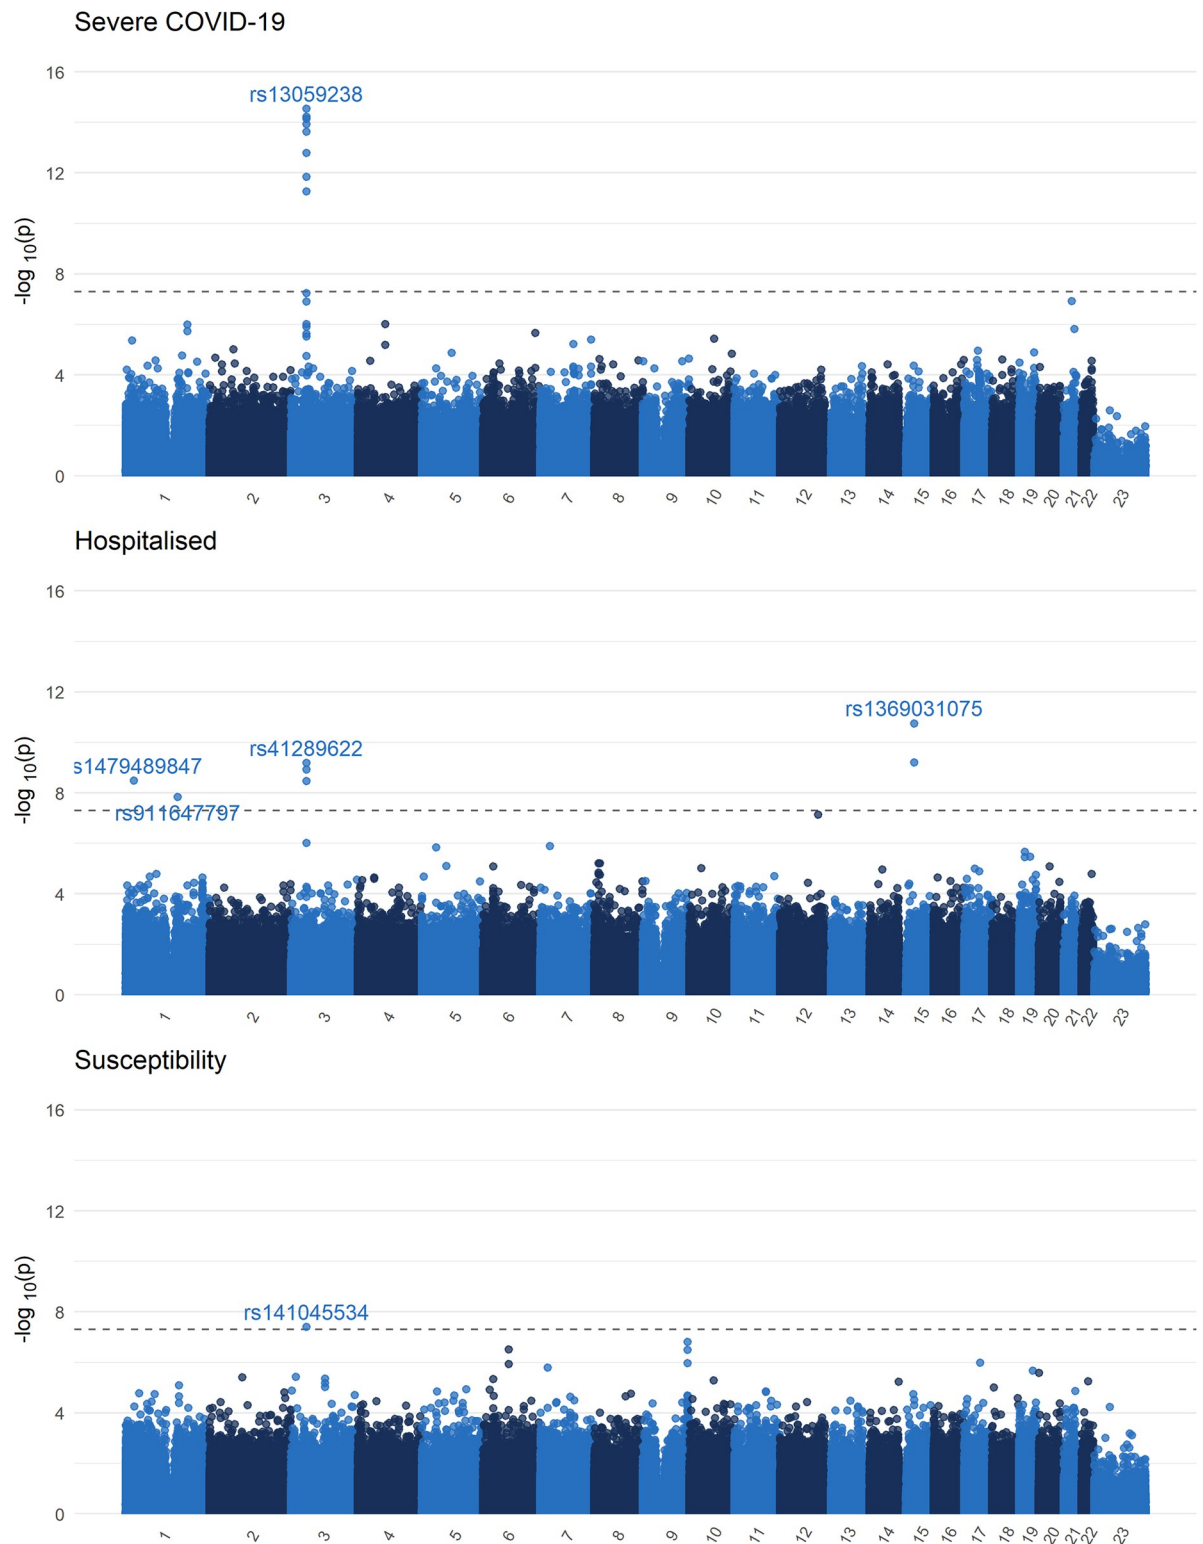 Severe COVID-19
16
rs13059238
12
-log 10(p)
8
4
0
1 2 3 4 5 6 7 8 9 10 11 12 13 14 15 16 17 18 19 20 21 22 23
Hospitalised
16
12
rs1369031075
rs41289622
s1479489847
-log 10(p)
8
rs911647797
4
0
1 2 3 4 5 6 7 8 9 10 11 12 13 14 15 16 17 18 19 20 21 22 23
Susceptibility
16
12
-log 10(p)
8
rs141045534
4
0
1 2 3 4 5 6 7 8 9 10 11 12 13 14 15 16 17 18 19 20 21 22 23